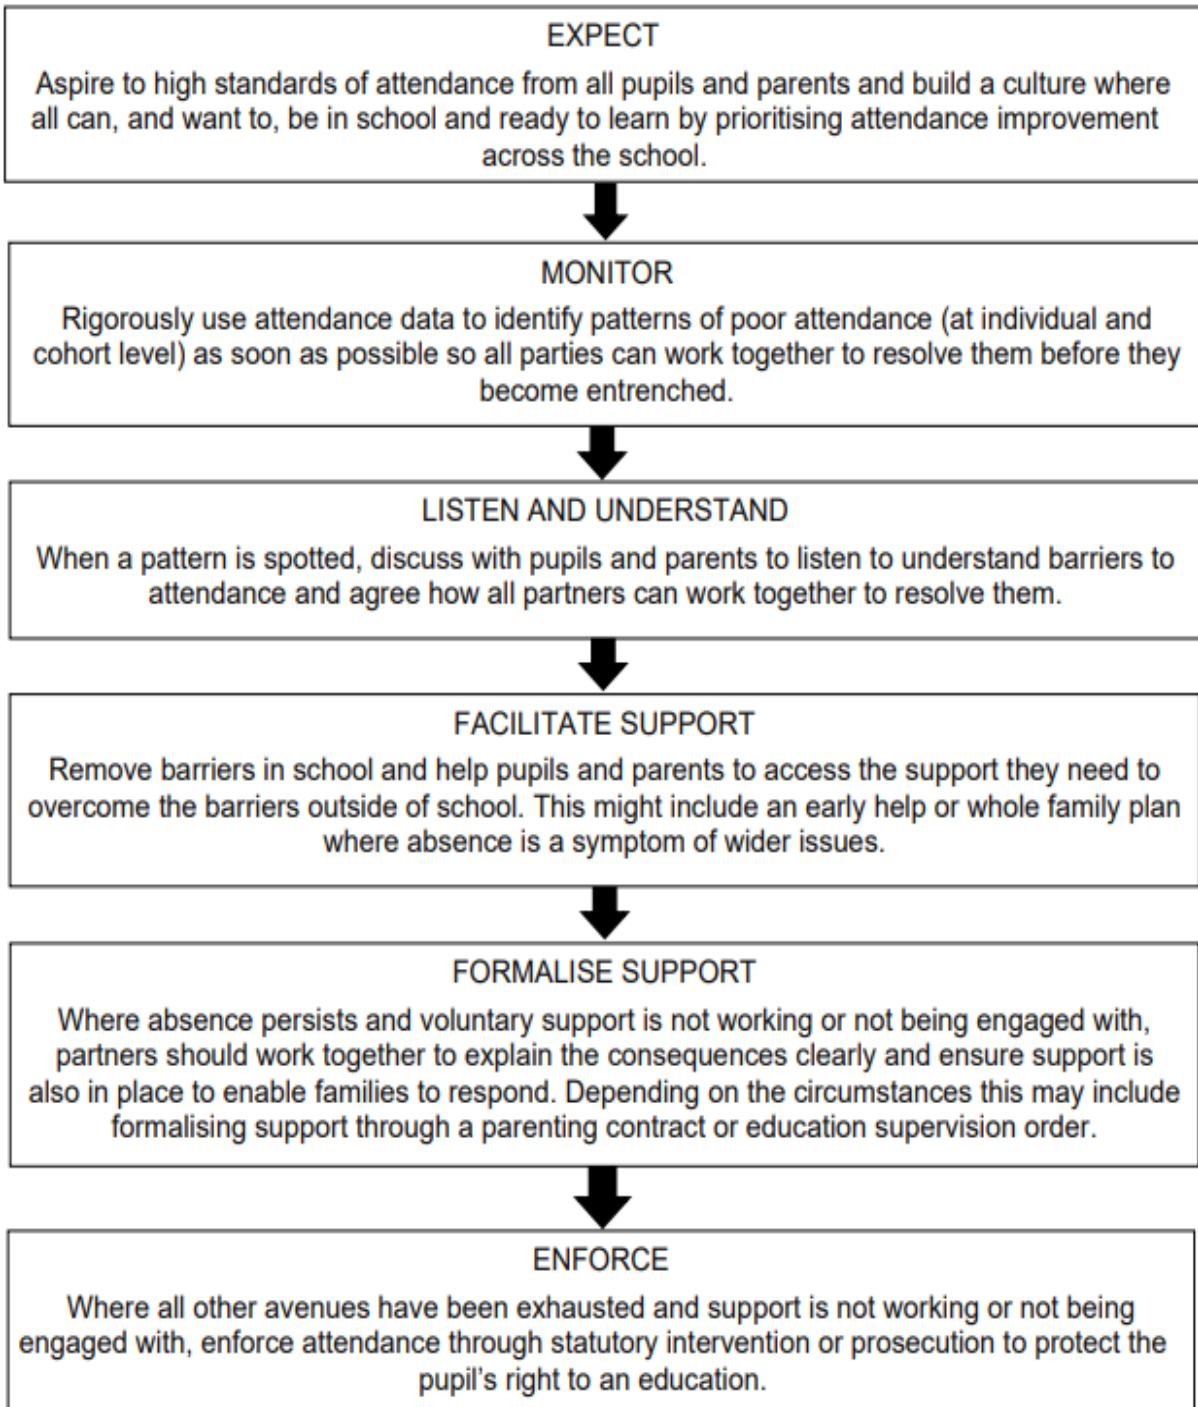 EXPECT
Aspire to high standards of attendance from all pupils and parents and build a culture where
all can, and want to, be in school and ready to learn by prioritising attendance improvement
across the school.
MONITOR
Rigorously use attendance data to identify patterns of poor attendance (at individual and
cohort level) as soon as possible so all parties can work together to resolve them before they
become entrenched.
LISTEN AND UNDERSTAND
When a pattern is spotted, discuss with pupils and parents to listen to understand barriers to
attendance and agree how all partners can work together to resolve them.
FACILITATE SUPPORT
Remove barriers in school and help pupils and parents to access the support they need to
overcome the barriers outside of school. This might include an early help or whole family plan
where absence is a symptom of wider issues.
FORMALISE SUPPORT
Where absence persists and voluntary support is not working or not being engaged with,
partners should work together to explain the consequences clearly and ensure support is
also in place to enable families to respond. Depending on the circumstances this may include
formalising support through a parenting contract or education supervision order.
ENFORCE
Where all other avenues have been exhausted and support is not working or not being
engaged with, enforce attendance through statutory intervention or prosecution to protect the
pupil's right to an education.